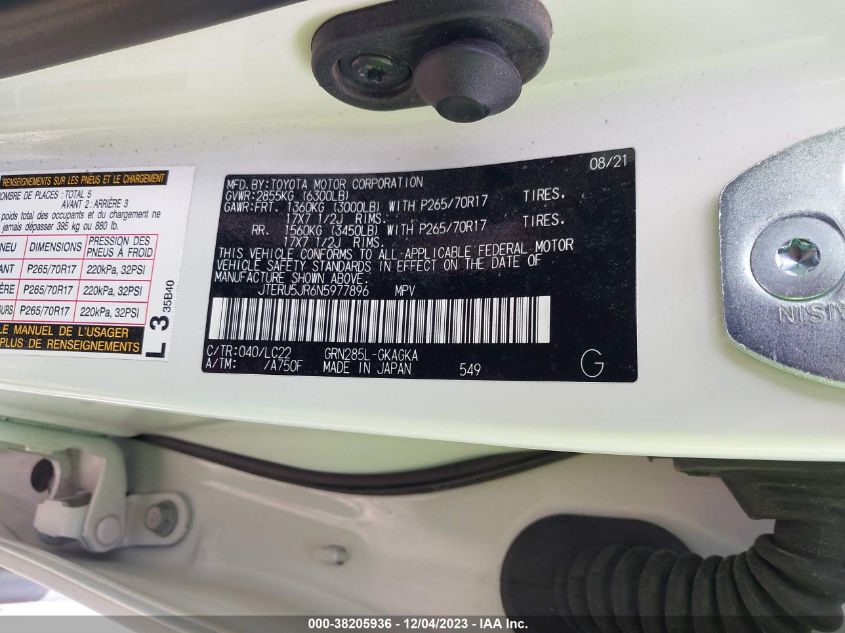 RENSEIGNEMENTS SUR LES PNEUS ET LE CHARGEMENT
NOMBRE DE PLACES: TOTAL 5
AVANT 2: ARRIÈRE 3
poids total des occupants et du chargement ne
jamais dépasser 395 kg ou 880 lb.
DIMENSIONS PRESSION DES
PNEUS À FROID
P265/70R17 220kPa, 32PSI
P265/70R17 220kPa, 32PSI
P265/70R17 220kPa, 32PSI
LE MANUEL DE L'USAGER
PLUS DE RENSEIGNEMENTS
L 3 35B40
08/21
MFD.BY:TOYOTA MOTOR CORPORATION
GVWR:2855KG (6300LB)
GAWR:FRT. 1360KG (3000LB) WITH P265/70R17 TIRES,
17X7 1/2J RIMS.
RR. 1560KG (3450LB) WITH P265/70R17 TIRES,
17X7 1/2J RIMS.
THIS VEHICLE CONFORMS TO ALL APPLICABLE FEDERAL MOTOR
VEHICLE SAFETY STANDARDS IN EFFECT ON THE DATE OF
MANUFACTURE SHOWN ABOVE.
JTERU5JR6N5977896 MPV
C/TR:040/LC22 GRN285L-GKAGKA
A/TM: /A750F MADE IN JAPAN 549 G
AISIN
000-38205936 - 12/04/2023 - IAA Inc.